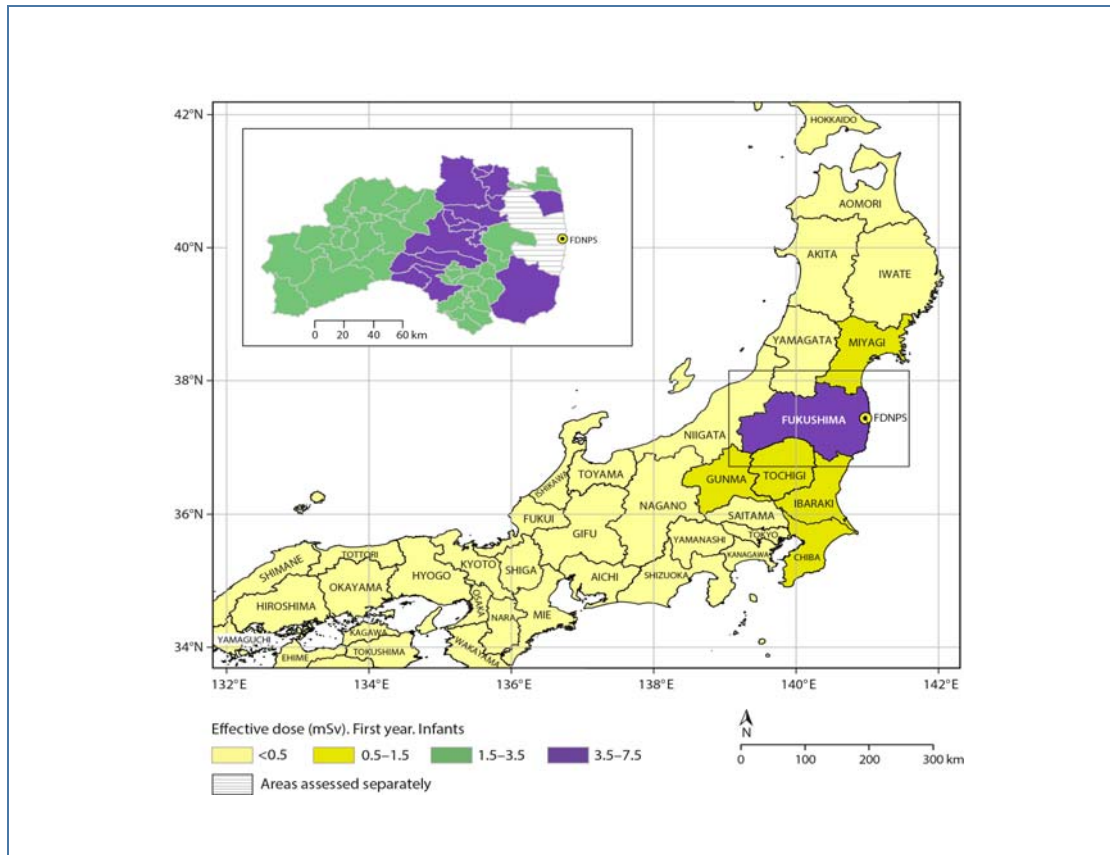 42°N
HOKKAIDO
AOMORI
FDNPS
40°N
AKITA
IWATE
0 20 40 60 km
YAMAGATA
MIYAGI
38°N
FUKUSHIMA
FDNPS
NIIGATA
ISHIKAWA
TOYAMA
GUNMA
TOCHIGI
NAGANO
IBARAKI
36°N
FUKUI
SAITAMA
GIFU
TOKYO
YAMANASHI
KANAGAWA
CHIBA
SHIMANE
TOTTORI
KYOTO
SHIGA
HYOGO
AICHI
SHIZUOKA
OKAYAMA
HIROSHIMA
OSAKA
NARA
MIE
KAGAWA
YAMAGUCHI
34°N
EHIME
TOKUSHIMA
WAKAYAMA
132°E 134°E 136°E 138°E 140°E 142°E
Effective dose (mSv). First year. Infants
<0.5 0.5–1.5 1.5–3.5 3.5–7.5
Areas assessed separately
N
0 100 200 300 km